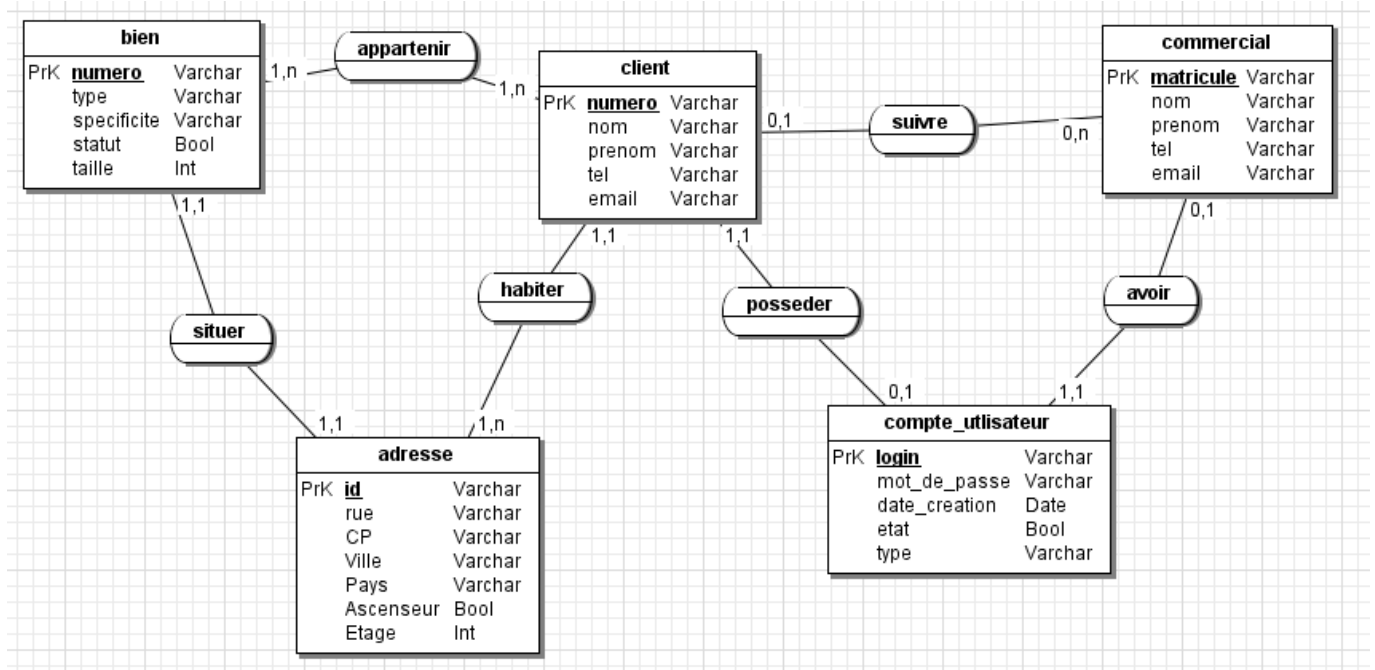 bien
PrK numero Varchar
type Varchar
specificite Varchar
statut Bool
taille Int
appartenir
1,n
1,n
client
PrK numero Varchar
nom Varchar
prenom Varchar
tel Varchar
email Varchar
0,1
suivre
0,n
commercial
PrK matricule Varchar
nom Varchar
prenom Varchar
tel Varchar
email Varchar
1,1
situer
1,1
1,1
habiter
1,n
1,1
posseder
0,1
0,1
avoir
1,1
adresse
PrK id Varchar
rue Varchar
CP Varchar
Ville Varchar
Pays Varchar
Ascenseur Bool
Etage Int
compte_utlisateur
PrK login Varchar
mot_de_passe Varchar
date_creation Date
etat Bool
type Varchar